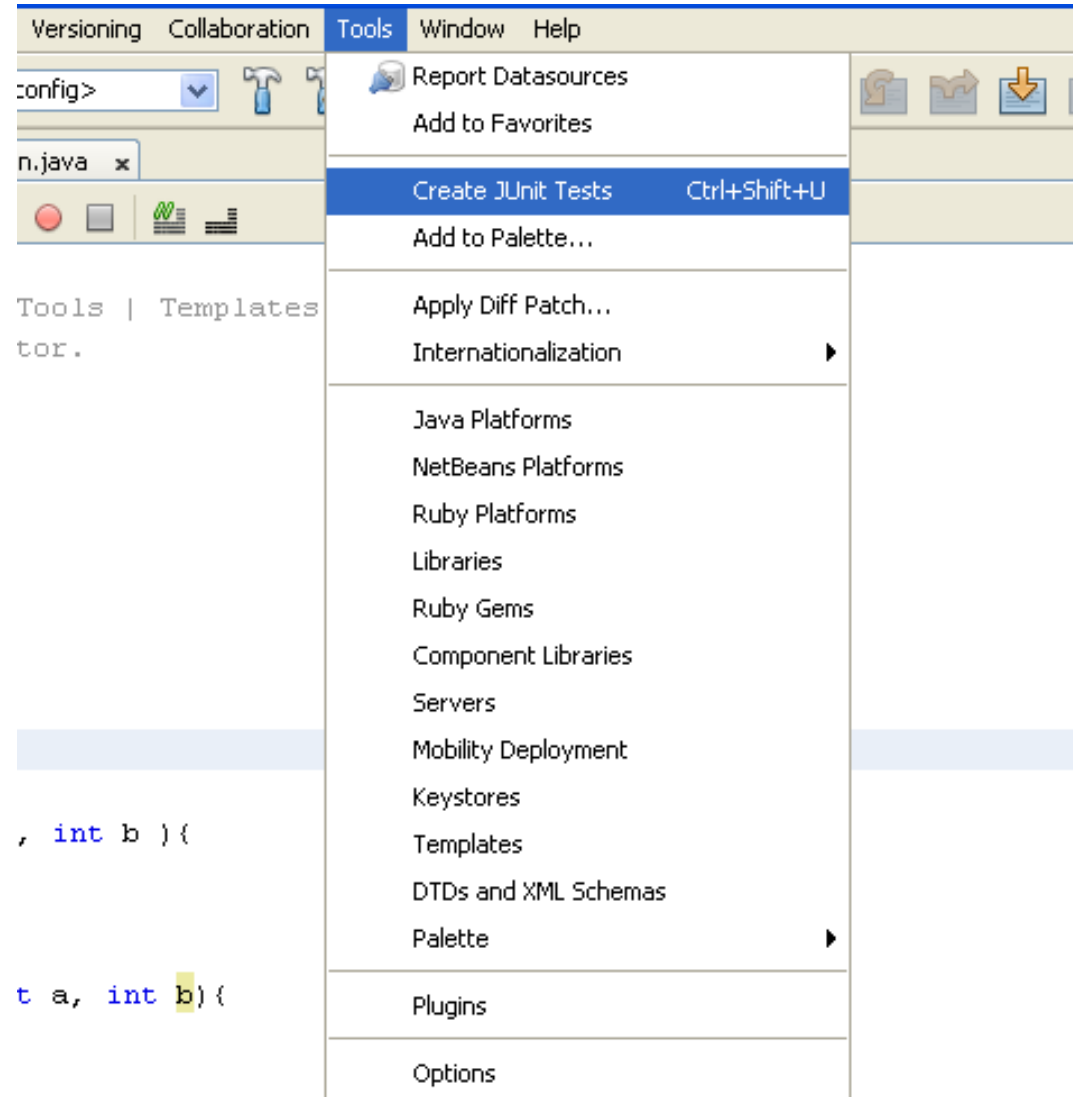 Versioning Collaboration Tools Window Help
config>
Report Datasources
Add to Favorites
n.java x
Create JUnit Tests Ctrl+Shift+U
Add to Palette...
Tools | Templates
Apply Diff Patch...
tor.
Internationalization
Java Platforms
NetBeans Platforms
Ruby Platforms
Libraries
Ruby Gems
Component Libraries
Servers
Mobility Deployment
Keystores
, int b ){
Templates
DTDs and XML Schemas
Palette
t a, int b){
Plugins
Options